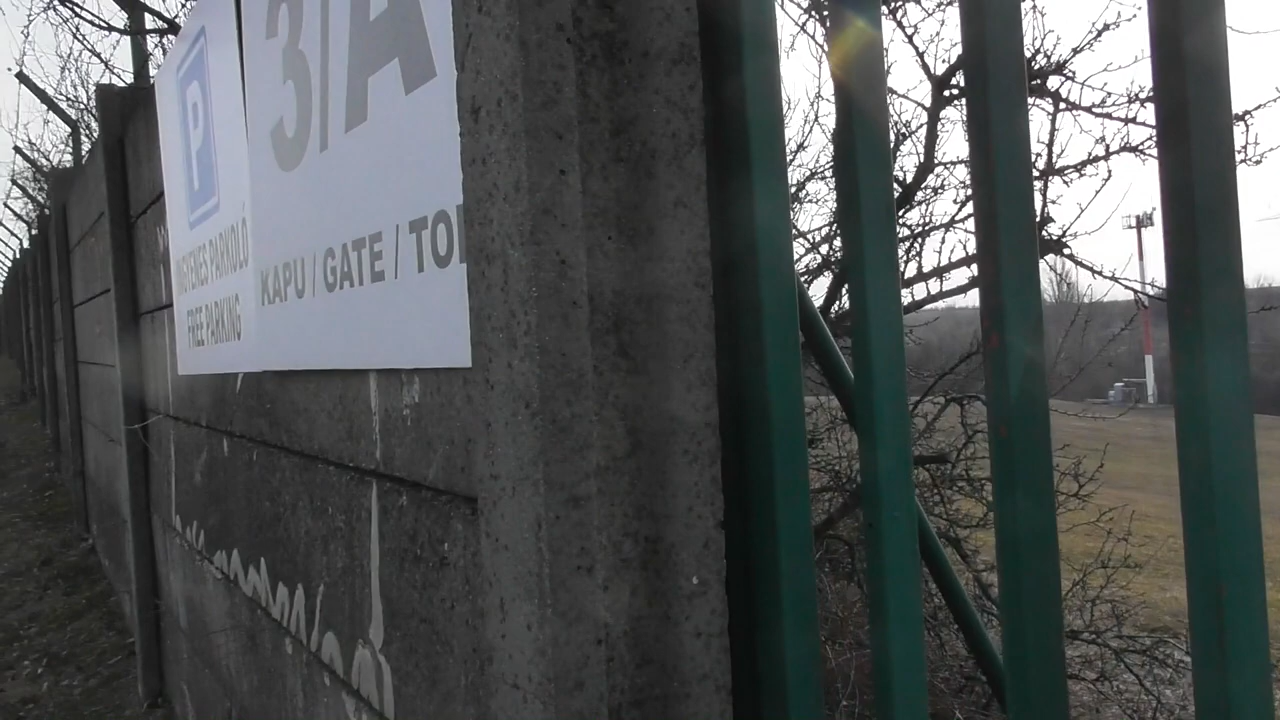 P
INGYENES PARKOLÓ
FREE PARKING
3/A
KAPU / GATE / TO